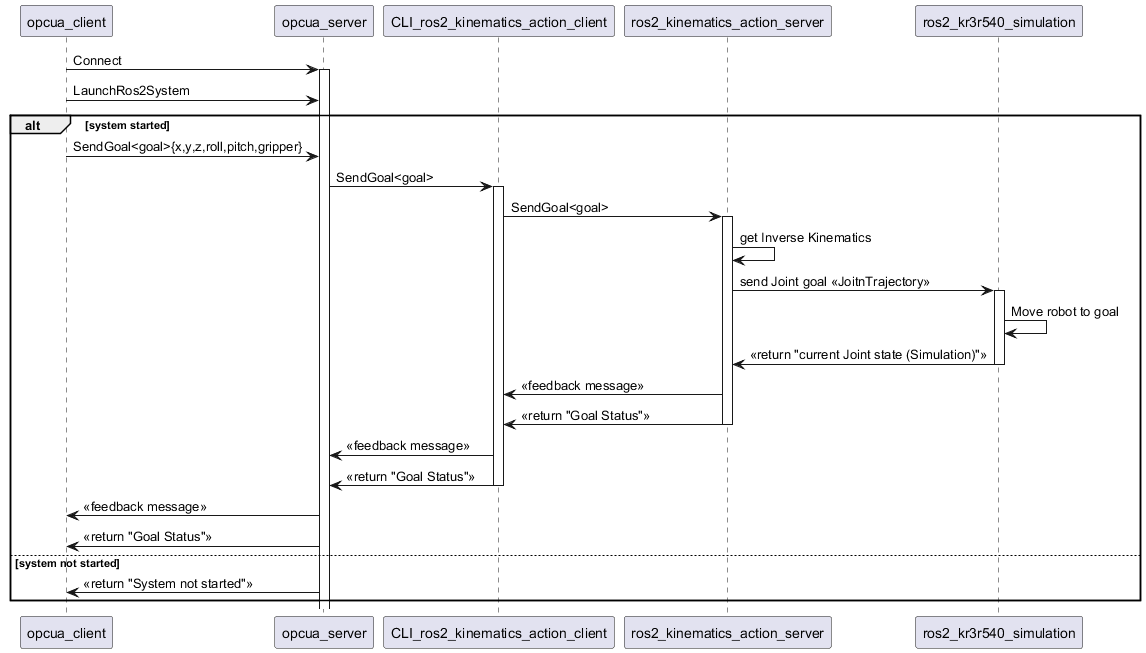 opcua_client
opcua_server
CLI_ros2_kinematics_action_client
ros2_kinematics_action_server
ros2_kr3r540_simulation
Connect
LaunchRos2System
alt
[system started]
SendGoal<goal>{x,y,z,roll,pitch,gripper}
SendGoal<goal>
SendGoal<goal>
get Inverse Kinematics
send Joint goal «JoitnTrajectory»
Move robot to goal
«return "current Joint state (Simulation)"»
«feedback message»
«return "Goal Status"»
«feedback message»
«return "Goal Status"»
«feedback message»
«return "Goal Status"»
[system not started]
«return "System not started"»
opcua_client
opcua_server
CLI_ros2_kinematics_action_client
ros2_kinematics_action_server
ros2_kr3r540_simulation